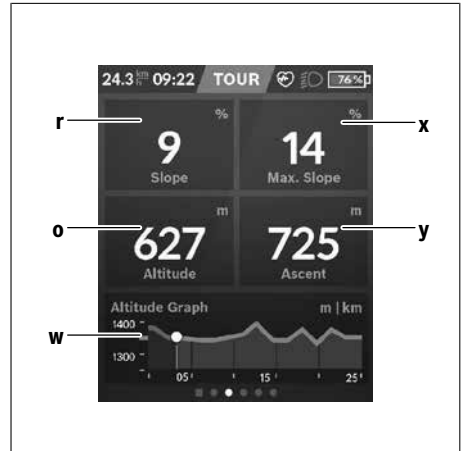 24.3 km/h 09:22 TOUR 76%
r % % x
9 14
Slope Max. Slope
o m m y
627 725
Altitude Ascent
Altitude Graph m | km
1400
w
1300
05 15 25